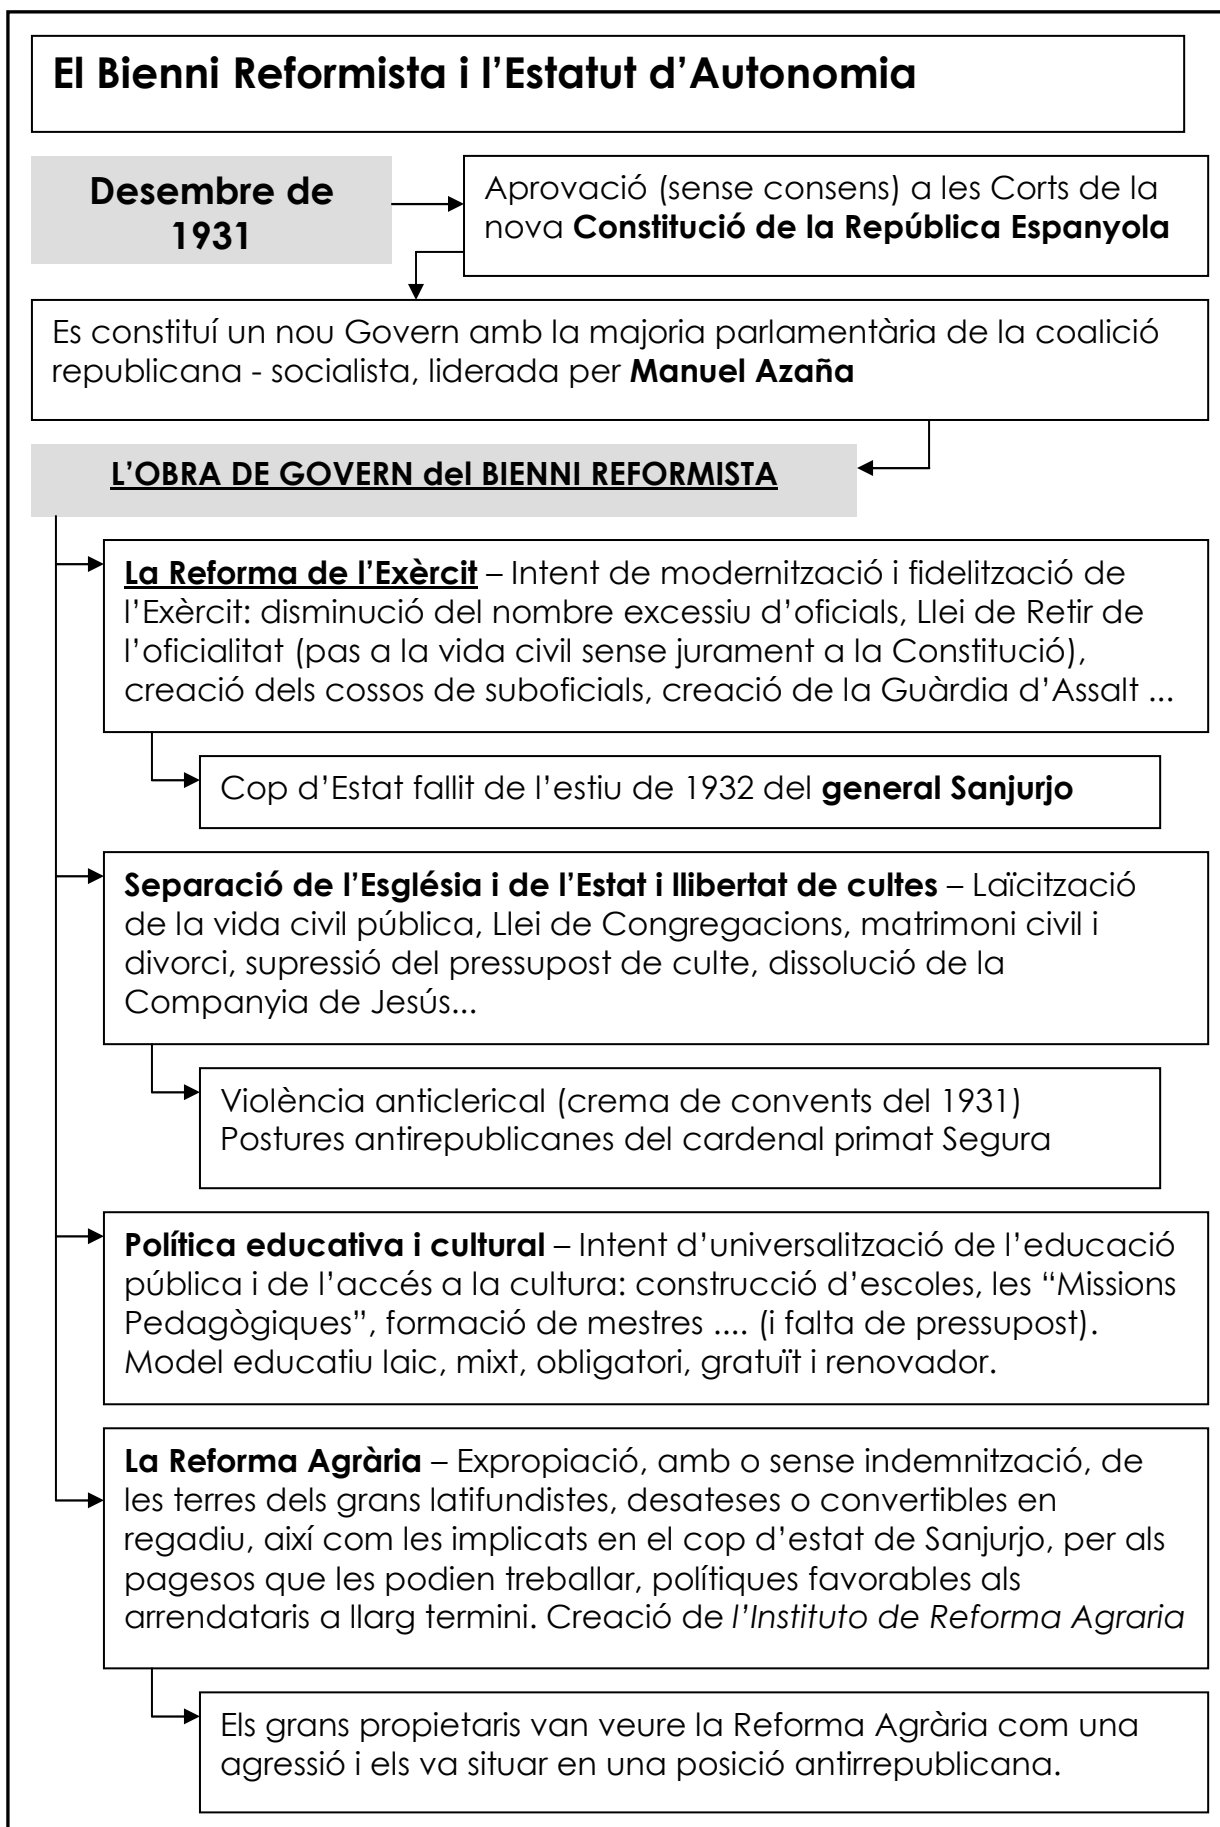 El Bienni Reformista i l’Estatut d’Autonomia
Desembre de
1931
Aprovació (sense consens) a les Corts de la
nova Constitució de la República Espanyola
Es constituí un nou Govern amb la majoria parlamentària de la coalició
republicana - socialista, liderada per Manuel Azaña
L’OBRA DE GOVERN del BIENNI REFORMISTA
La Reforma de l’Exèrcit – Intent de modernització i fidelització de
l’Exèrcit: disminució del nombre excessiu d’oficials, Llei de Retir de
l’oficialitat (pas a la vida civil sense jurament a la Constitució),
creació dels cossos de suboficials, creació de la Guàrdia d’Assalt ...
Cop d’Estat fallit de l’estiu de 1932 del general Sanjurjo
Separació de l’Església i de l’Estat i llibertat de cultes – Laïcització
de la vida civil pública, Llei de Congregacions, matrimoni civil i
divorci, supressió del pressupost de culte, dissolució de la
Companyia de Jesús...
Violència anticlerical (crema de convents del 1931)
Postures antirepublicanes del cardenal primat Segura
Política educativa i cultural – Intent d’universalització de l’educació
pública i de l’accés a la cultura: construcció d’escoles, les “Missions
Pedagògiques”, formació de mestres .... (i falta de pressupost).
Model educatiu laic, mixt, obligatori, gratuït i renovador.
La Reforma Agrària – Expropiació, amb o sense indemnització, de
les terres dels grans latifundistes, desateses o convertibles en
regadiu, així com les implicats en el cop d’estat de Sanjurjo, per als
pagesos que les podien treballar, polítiques favorables als
arrendataris a llarg termini. Creació de l’Instituto de Reforma Agraria
Els grans propietaris van veure la Reforma Agrària com una
agressió i els va situar en una posició antirrepublicana.